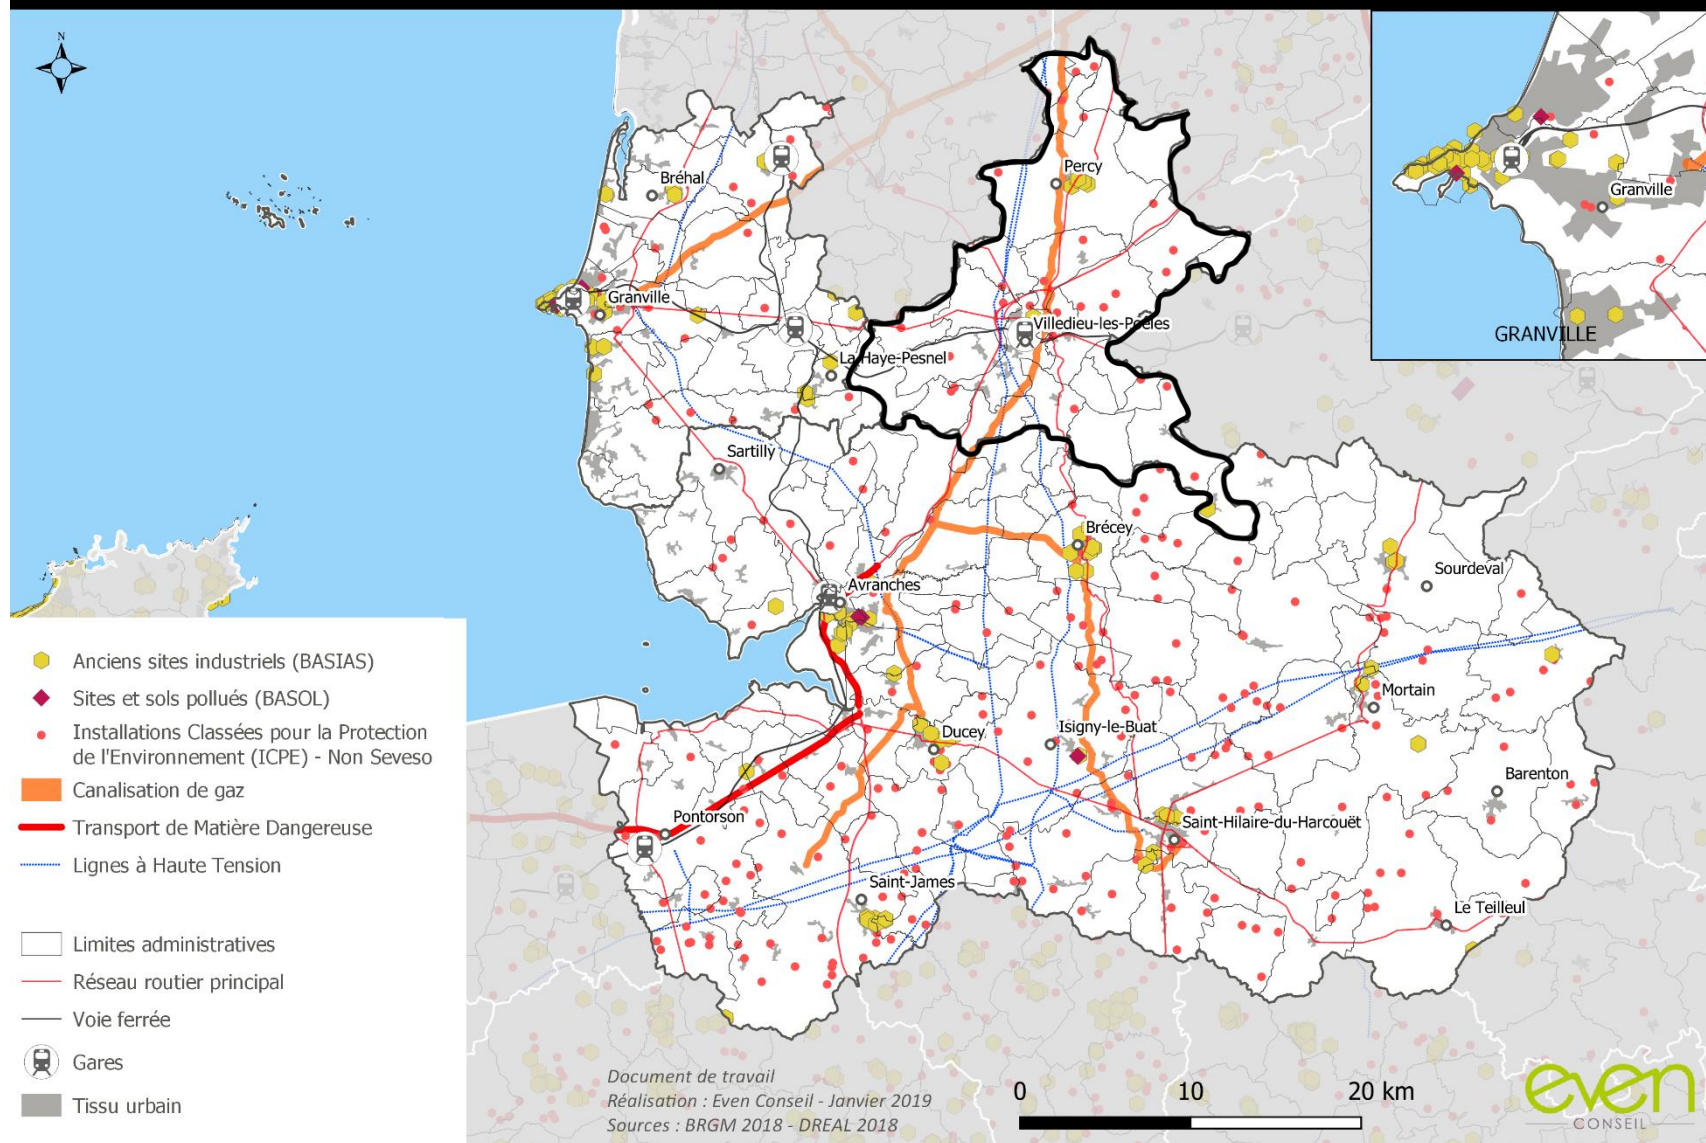 N
Bréhal
Percy
Granville
Villedieu-les-Poêles
La Haye-Pesnel
Sartilly
Brécey
Sourdeval
Avranches
Mortain
Ducey
Isigny-le-Buat
Barenton
Pontorson
Saint-Hilaire-du-Harcouët
Saint-James
Le Teilleul
Granville
GRANVILLE
Anciens sites industriels (BASIAS)
Sites et sols pollués (BASOL)
Installations Classées pour la Protection
de l'Environnement (ICPE) - Non Seveso
Canalisation de gaz
Transport de Matière Dangereuse
Lignes à Haute Tension
Limites administratives
Réseau routier principal
Voie ferrée
Gares
Tissu urbain
Document de travail
Réalisation : Even Conseil - Janvier 2019
Sources : BRGM 2018 - DREAL 2018
0 10 20 km
even
CONSEIL